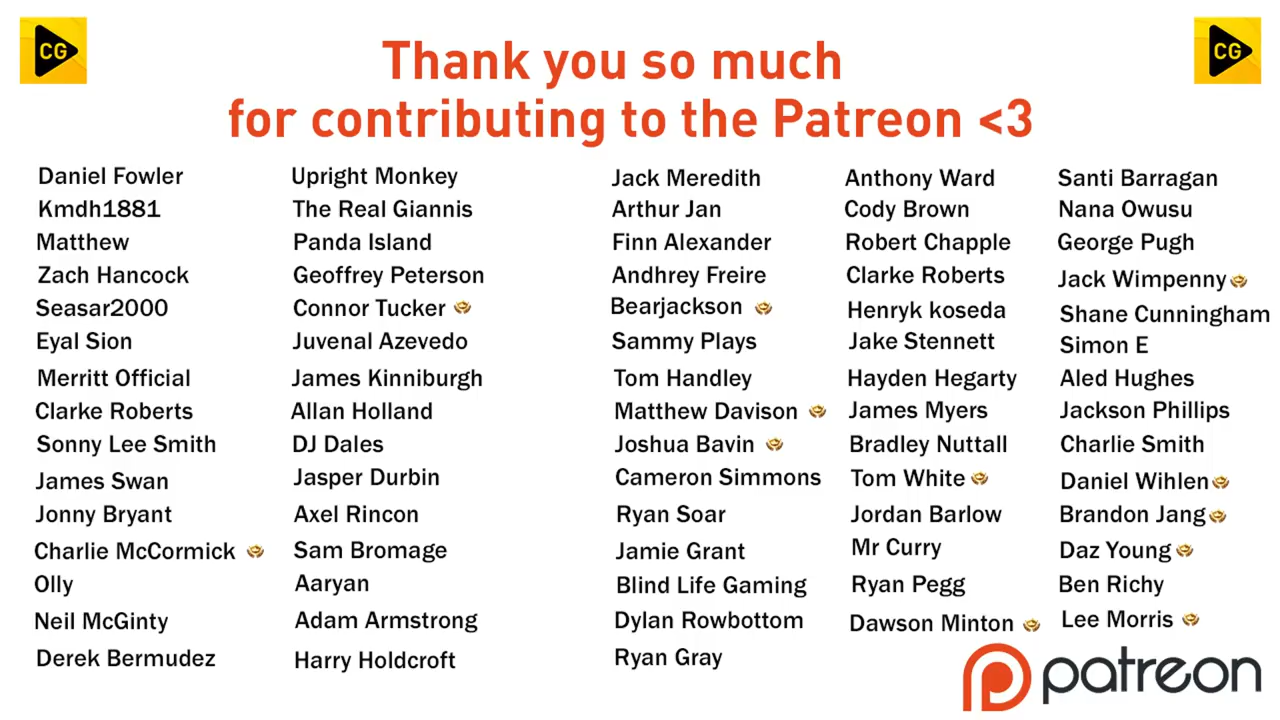 CG
CG
Thank you so much
for contributing to the Patreon <3
Daniel Fowler
Kmdh1881
Matthew
Zach Hancock
Seasar2000
Eyal Sion
Merritt Official
Clarke Roberts
Sonny Lee Smith
James Swan
Jonny Bryant
Charlie McCormick
Olly
Neil McGinty
Derek Bermudez
Upright Monkey
The Real Giannis
Panda Island
Geoffrey Peterson
Connor Tucker
Juvenal Azevedo
James Kinniburgh
Allan Holland
DJ Dales
Jasper Durbin
Axel Rincon
Sam Bromage
Aaryan
Adam Armstrong
Harry Holdcroft
Jack Meredith
Arthur Jan
Finn Alexander
Andhrey Freire
Bearjackson
Sammy Plays
Tom Handley
Matthew Davison
Joshua Bavin
Cameron Simmons
Ryan Soar
Jamie Grant
Blind Life Gaming
Dylan Rowbottom
Ryan Gray
Anthony Ward
Cody Brown
Robert Chapple
Clarke Roberts
Henryk koseda
Jake Stennett
Hayden Hegarty
James Myers
Bradley Nuttall
Tom White
Jordan Barlow
Mr Curry
Ryan Pegg
Dawson Minton
Santi Barragan
Nana Owusu
George Pugh
Jack Wimpenny
Shane Cunningham
Simon E
Aled Hughes
Jackson Phillips
Charlie Smith
Daniel Wihlen
Brandon Jang
Daz Young
Ben Richy
Lee Morris
patreon